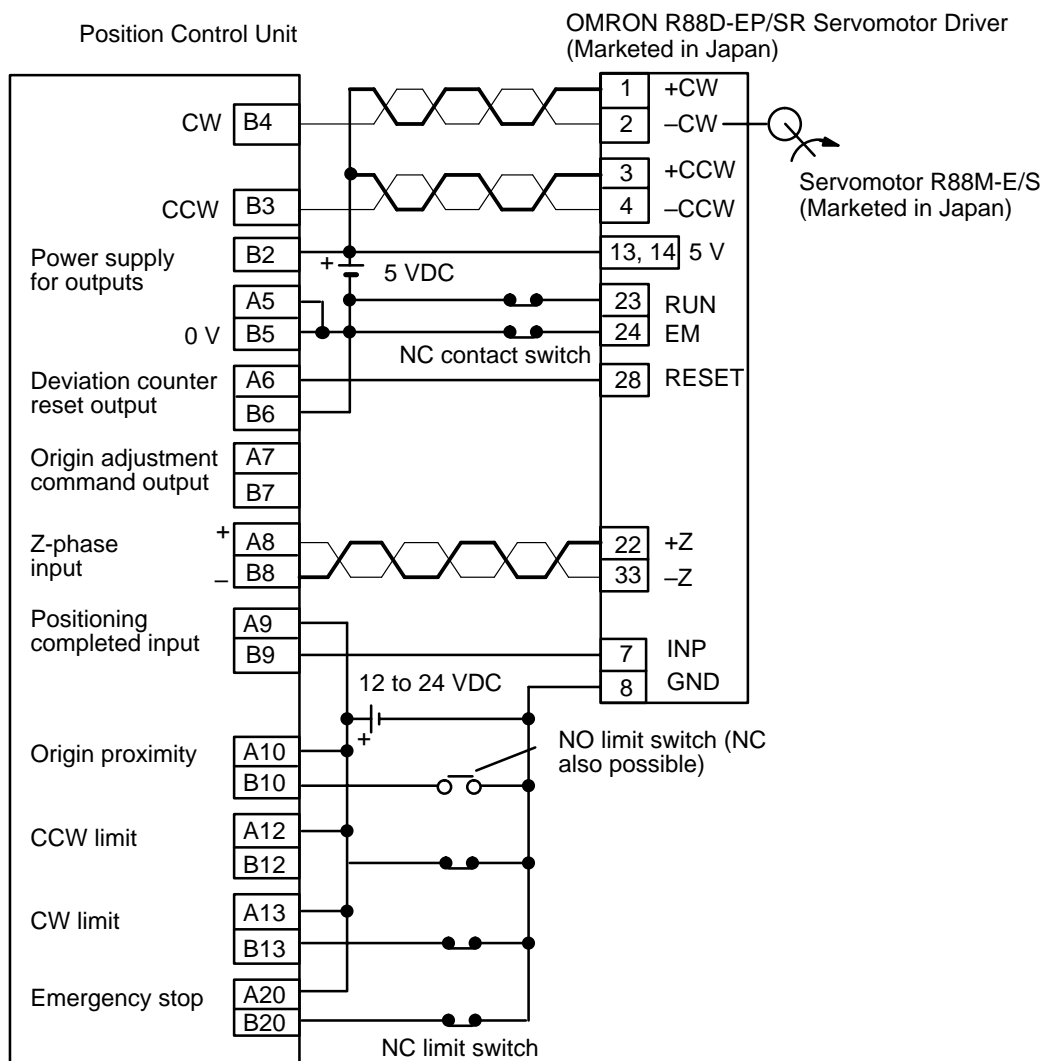 Position Control Unit
OMRON R88D-EP/SR Servomotor Driver
(Marketed in Japan)
CW
B4
1
+CW
2
–CW
3
+CCW
CCW
B3
4
–CCW
Servomotor R88M-E/S
(Marketed in Japan)
Power supply
for outputs
B2
+
5 VDC
13, 14
5 V
A5
23
RUN
0 V
B5
24
EM
NC contact switch
Deviation counter
reset output
A6
B6
28
RESET
Origin adjustment
command output
A7
B7
Z-phase
input
+
A8
–
B8
22
+Z
33
–Z
Positioning
completed input
A9
B9
7
INP
8
GND
12 to 24 VDC
+
Origin proximity
A10
B10
NO limit switch (NC
also possible)
CCW limit
A12
B12
CW limit
A13
B13
Emergency stop
A20
B20
NC limit switch